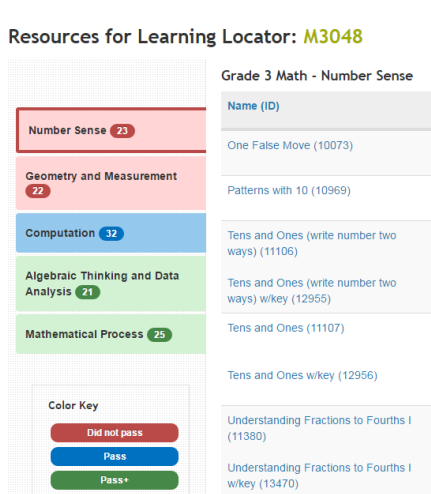 Resources for Learning Locator: M3048
Number Sense 23
Geometry and Measurement
22
Computation 32
Algebraic Thinking and Data
Analysis 21
Mathematical Process 25
Color Key
Did not pass
Pass
Pass+
Grade 3 Math - Number Sense
Name (ID)
One False Move (10073)
Patterns with 10 (10969)
Tens and Ones (write number two
ways) (11106)
Tens and Ones (write number two
ways) w/key (12955)
Tens and Ones (11107)
Tens and Ones w/key (12956)
Understanding Fractions to Fourths I
(11380)
Understanding Fractions to Fourths I
w/key (13470)